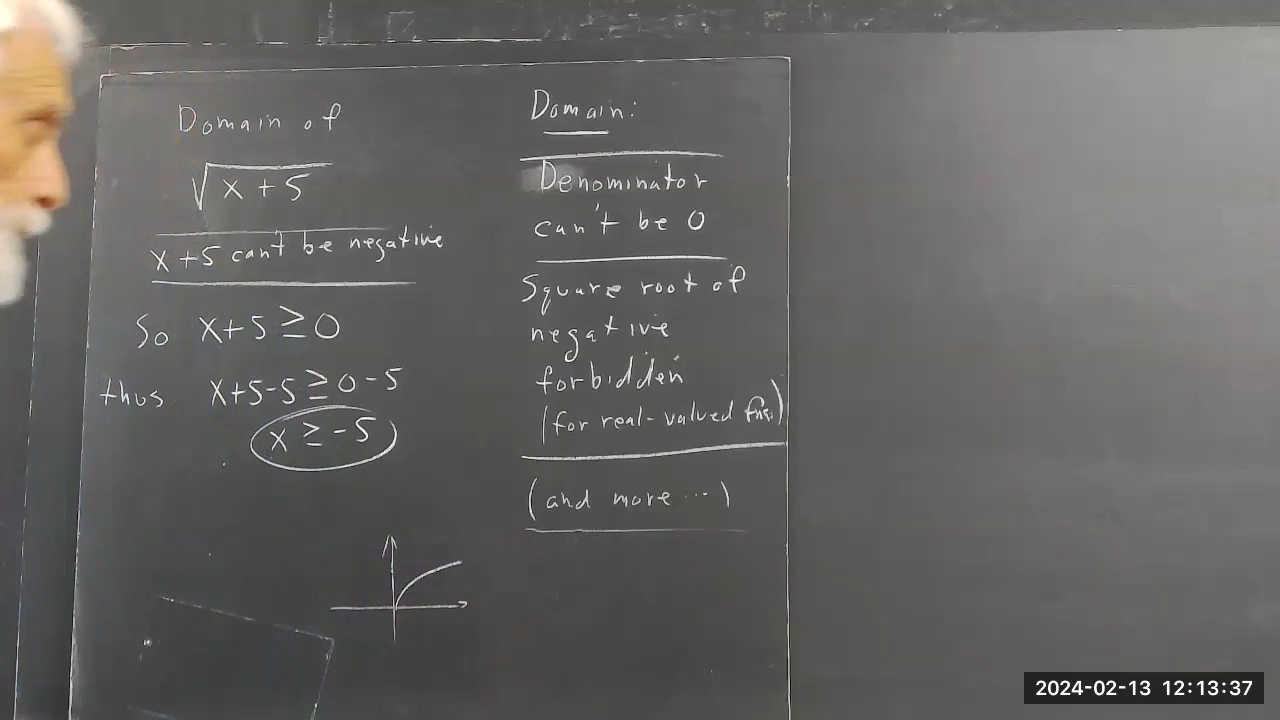 Domain of
√x+5
x+5 can't be negative
So x+5≥0
thus x+5-5≥0-5
x≥-5
Domain:
Denominator
can't be 0
Square root of
negative
forbidden
(for real-valued fns.)
(and more ...)
2024-02-13 12:13:37